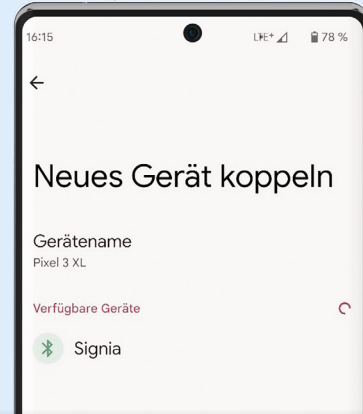 16:15 LTE+ 78 %
Neues Gerät koppeln
Gerätename
Pixel 3 XL
Verfügbare Geräte
Signia